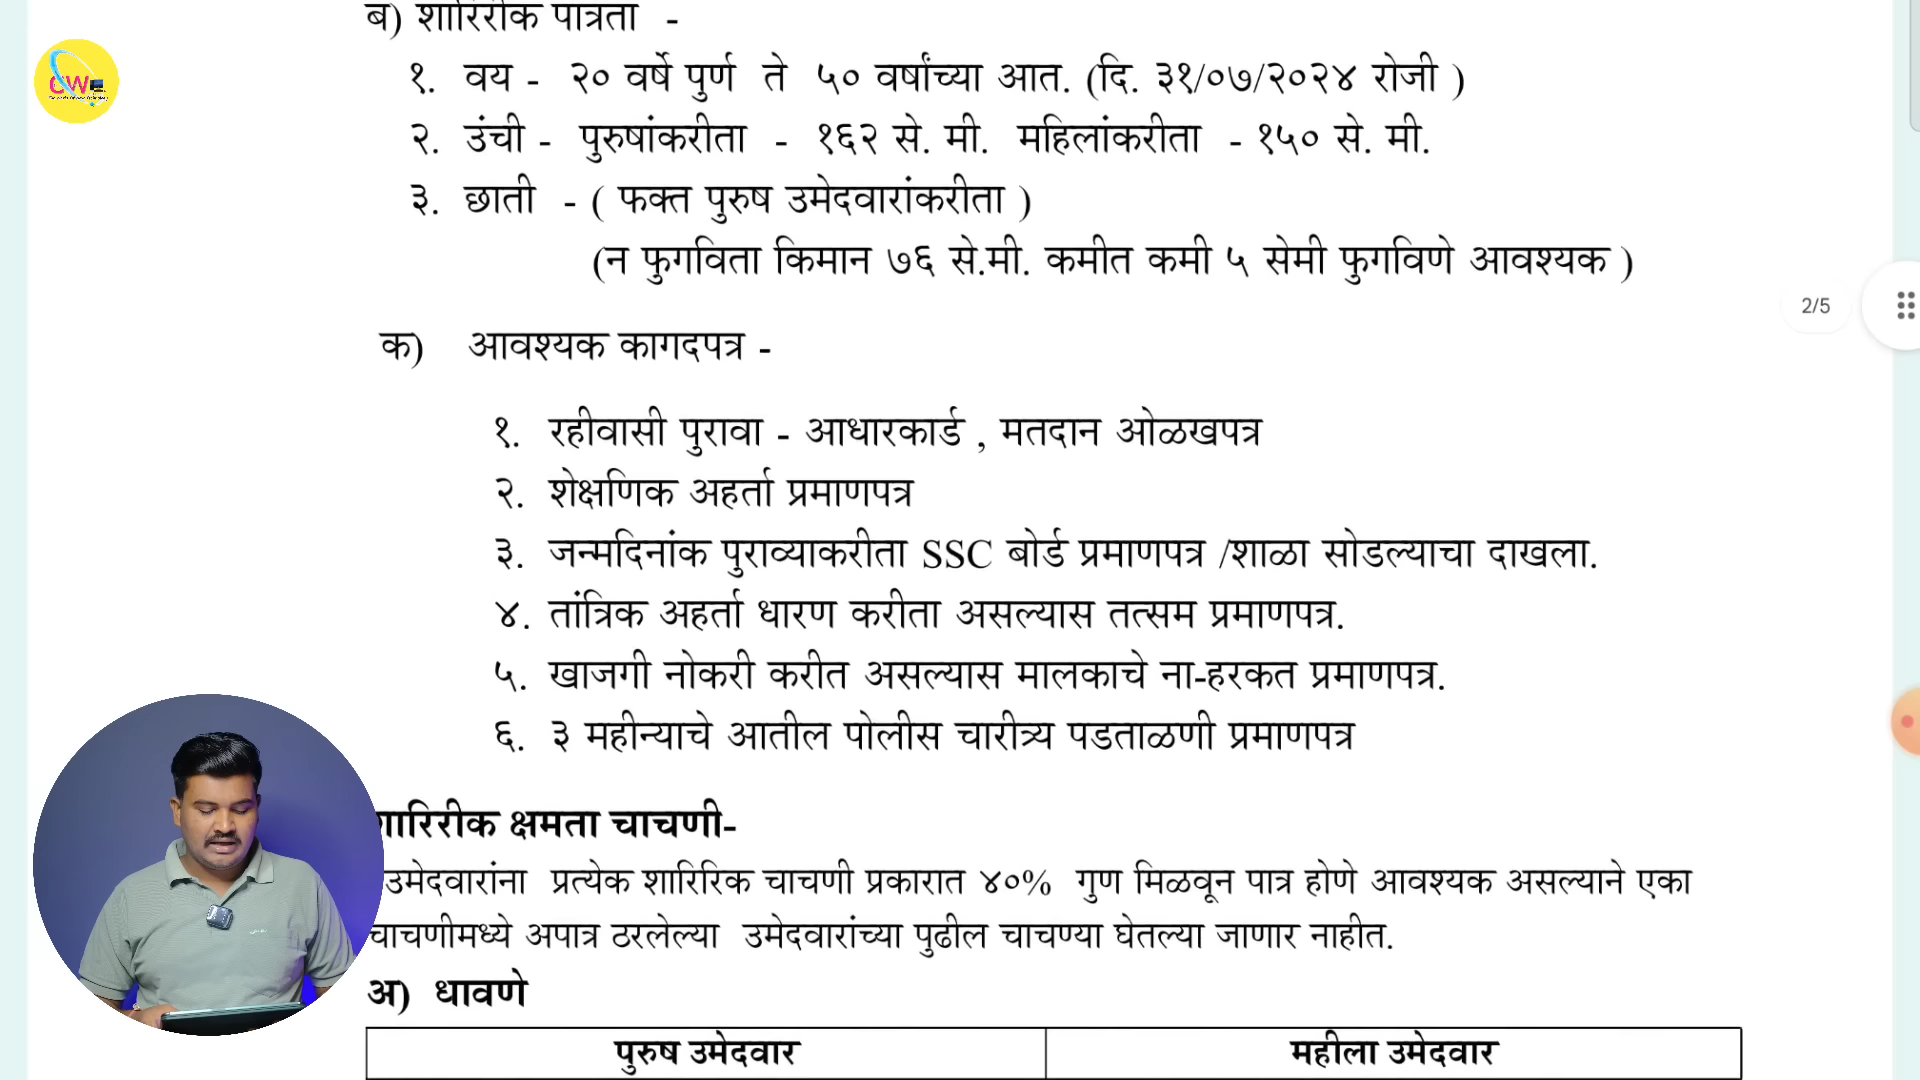 ब) शारिरीक पात्रता -
१. वय - २० वर्षे पुर्ण ते ५० वर्षांच्या आत. (दि. ३१/०७/२०२४ रोजी )
२. उंची - पुरुषांकरीता - १६२ से. मी. महिलांकरीता - १५० से. मी.
३. छाती - ( फक्त पुरुष उमेदवारांकरीता )
(न फुगविता किमान ७६ से.मी. कमीत कमी ५ सेमी फुगविणे आवश्यक )
2/5
क) आवश्यक कागदपत्र -
१. रहीवासी पुरावा - आधारकार्ड , मतदान ओळखपत्र
२. शेक्षणिक अहर्ता प्रमाणपत्र
३. जन्मदिनांक पुराव्याकरीता SSC बोर्ड प्रमाणपत्र /शाळा सोडल्याचा दाखला.
४. तांत्रिक अहर्ता धारण करीता असल्यास तत्सम प्रमाणपत्र.
५. खाजगी नोकरी करीत असल्यास मालकाचे ना-हरकत प्रमाणपत्र.
६. ३ महीन्याचे आतील पोलीस चारीत्र्य पडताळणी प्रमाणपत्र
शारिरीक क्षमता चाचणी-
उमेदवारांना प्रत्येक शारिरिक चाचणी प्रकारात ४०% गुण मिळवून पात्र होणे आवश्यक असल्याने एका
चाचणीमध्ये अपात्र ठरलेल्या उमेदवारांच्या पुढील चाचण्या घेतल्या जाणार नाहीत.
अ) धावणे
पुरुष उमेदवार महीला उमेदवार